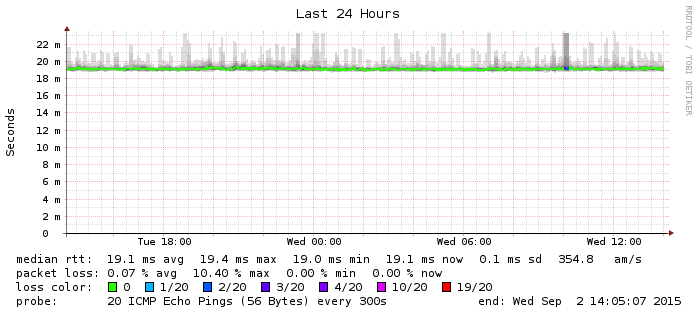 Last 24 Hours
RRDTOOL / TOBI OETIKER
Seconds
22 m
20 m
18 m
16 m
14 m
12 m
10 m
8 m
6 m
4 m
2 m
0
Tue 18:00 Wed 00:00 Wed 06:00 Wed 12:00
median rtt: 19.1 ms avg 19.4 ms max 19.0 ms min 19.1 ms now 0.1 ms sd 354.8 am/s
packet loss: 0.07 % avg 10.40 % max 0.00 % min 0.00 % now
loss color: 0 1/20 2/20 3/20 4/20 10/20 19/20
probe: 20 ICMP Echo Pings (56 Bytes) every 300s end: Wed Sep 2 14:05:07 2015